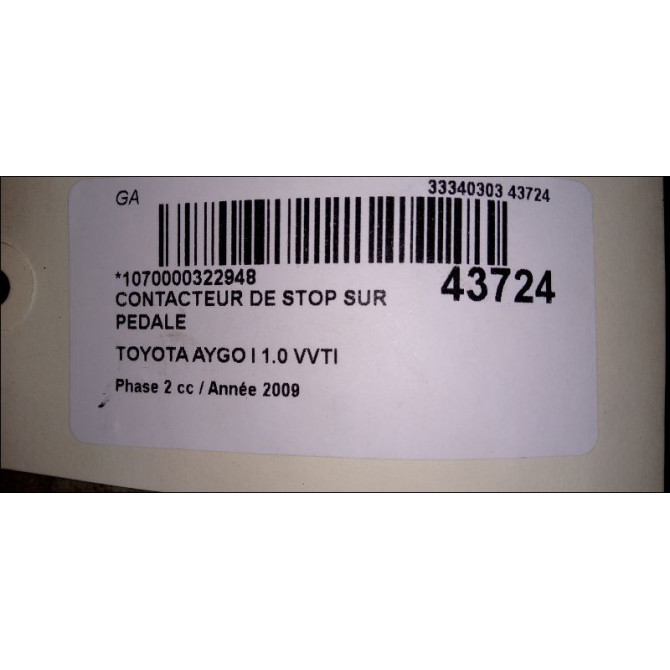 GA
33340303 43724
*1070000322948
43724
CONTACTEUR DE STOP SUR
PEDALE
TOYOTA AYGO I 1.0 VVTI
Phase 2 cc / Année 2009